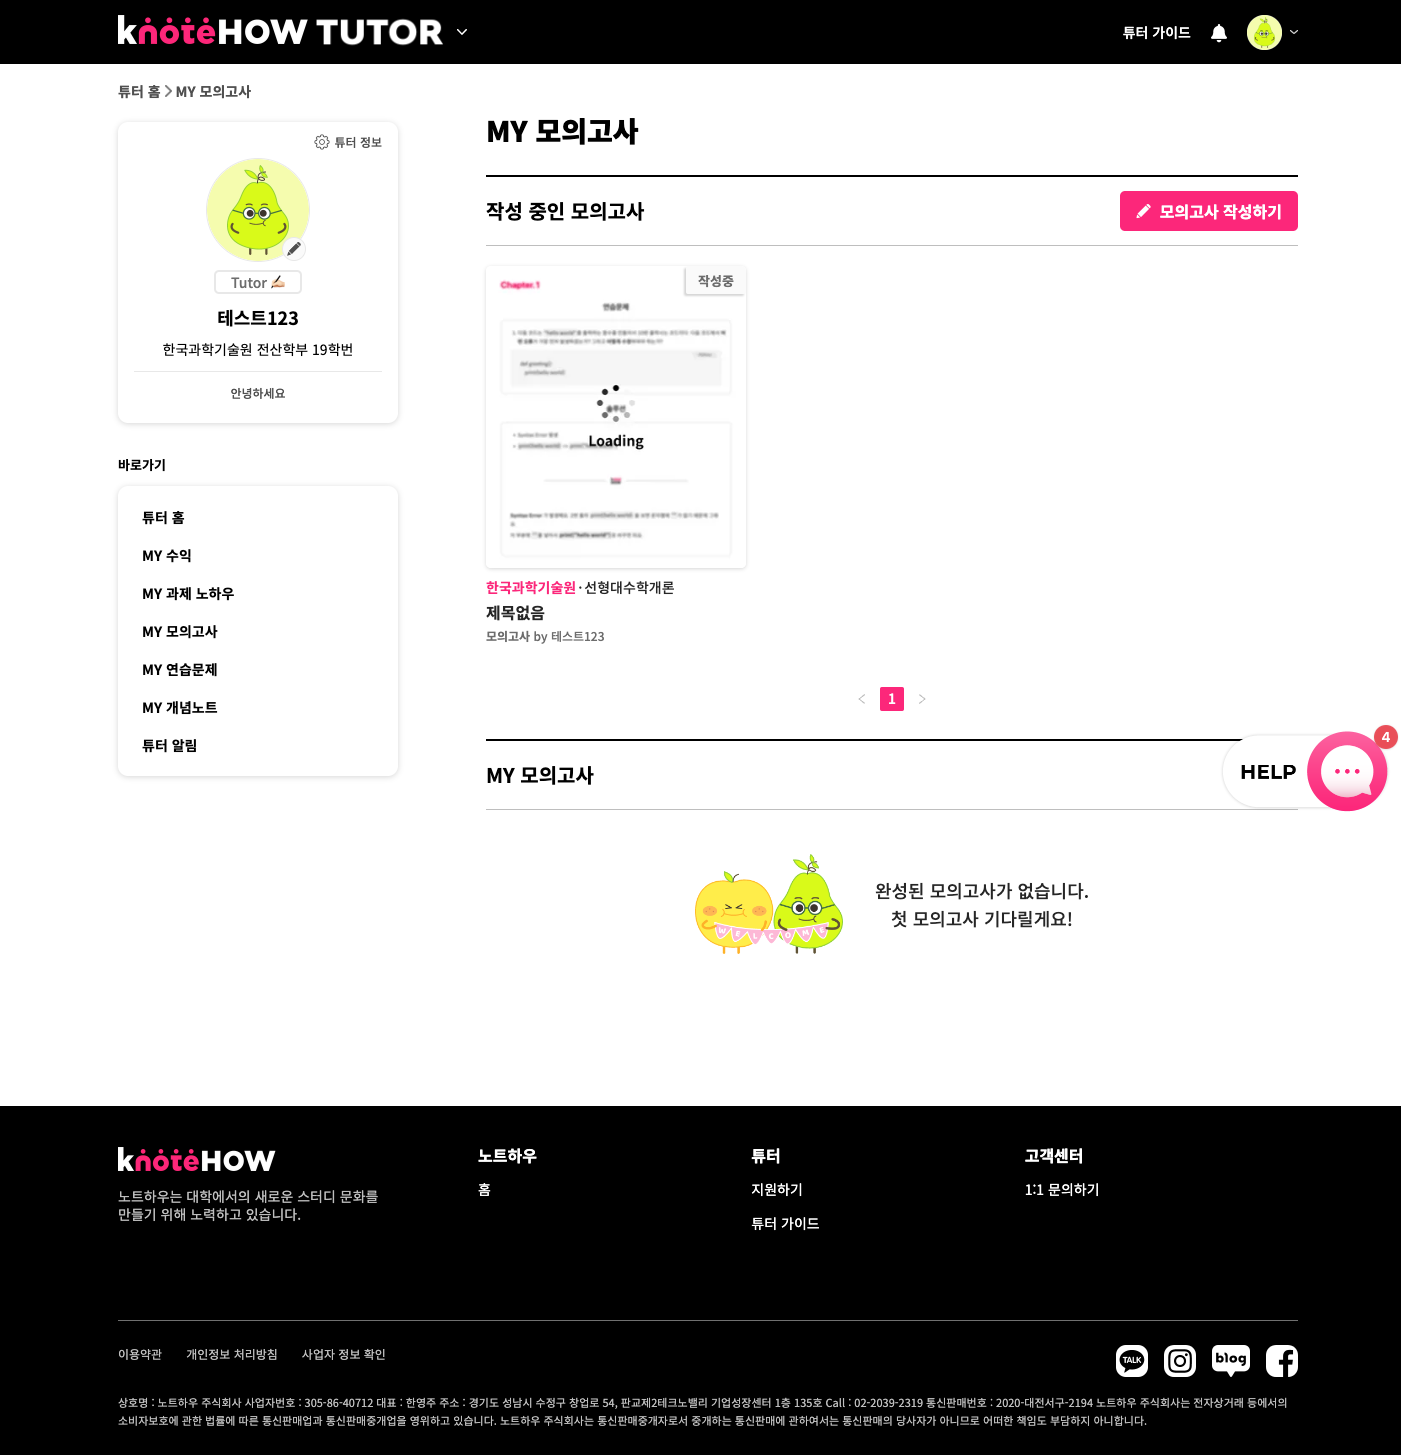 knoteHOW TUTOR
튜터 가이드
튜터 홈 > MY 모의고사
튜터 정보
Tutor
테스트123
한국과학기술원 전산학부 19학번
안녕하세요
바로가기
튜터 홈
MY 수익
MY 과제 노하우
MY 모의고사
MY 연습문제
MY 개념노트
튜터 알림
MY 모의고사
작성 중인 모의고사
모의고사 작성하기
작성중
Chapter.1
연습문제
솔루션
Loading
한국과학기술원 · 선형대수학개론
제목없음
모의고사 by 테스트123
< 1 >
MY 모의고사
HELP
4
WELCOME
완성된 모의고사가 없습니다.
첫 모의고사 기다릴게요!
knoteHOW
노트하우는 대학에서의 새로운 스터디 문화를
만들기 위해 노력하고 있습니다.
노트하우
홈
튜터
지원하기
튜터 가이드
고객센터
1:1 문의하기
이용약관 개인정보 처리방침 사업자 정보 확인
TALK
blog
상호명 : 노트하우 주식회사 사업자번호 : 305-86-40712 대표 : 한영주 주소 : 경기도 성남시 수정구 창업로 54, 판교제2테크노밸리 기업성장센터 1층 135호 Call : 02-2039-2319 통신판매번호 : 2020-대전서구-2194 노트하우 주식회사는 전자상거래 등에서의
소비자보호에 관한 법률에 따른 통신판매업과 통신판매중개업을 영위하고 있습니다. 노트하우 주식회사는 통신판매중개자로서 중개하는 통신판매에 관하여서는 통신판매의 당사자가 아니므로 어떠한 책임도 부담하지 아니합니다.